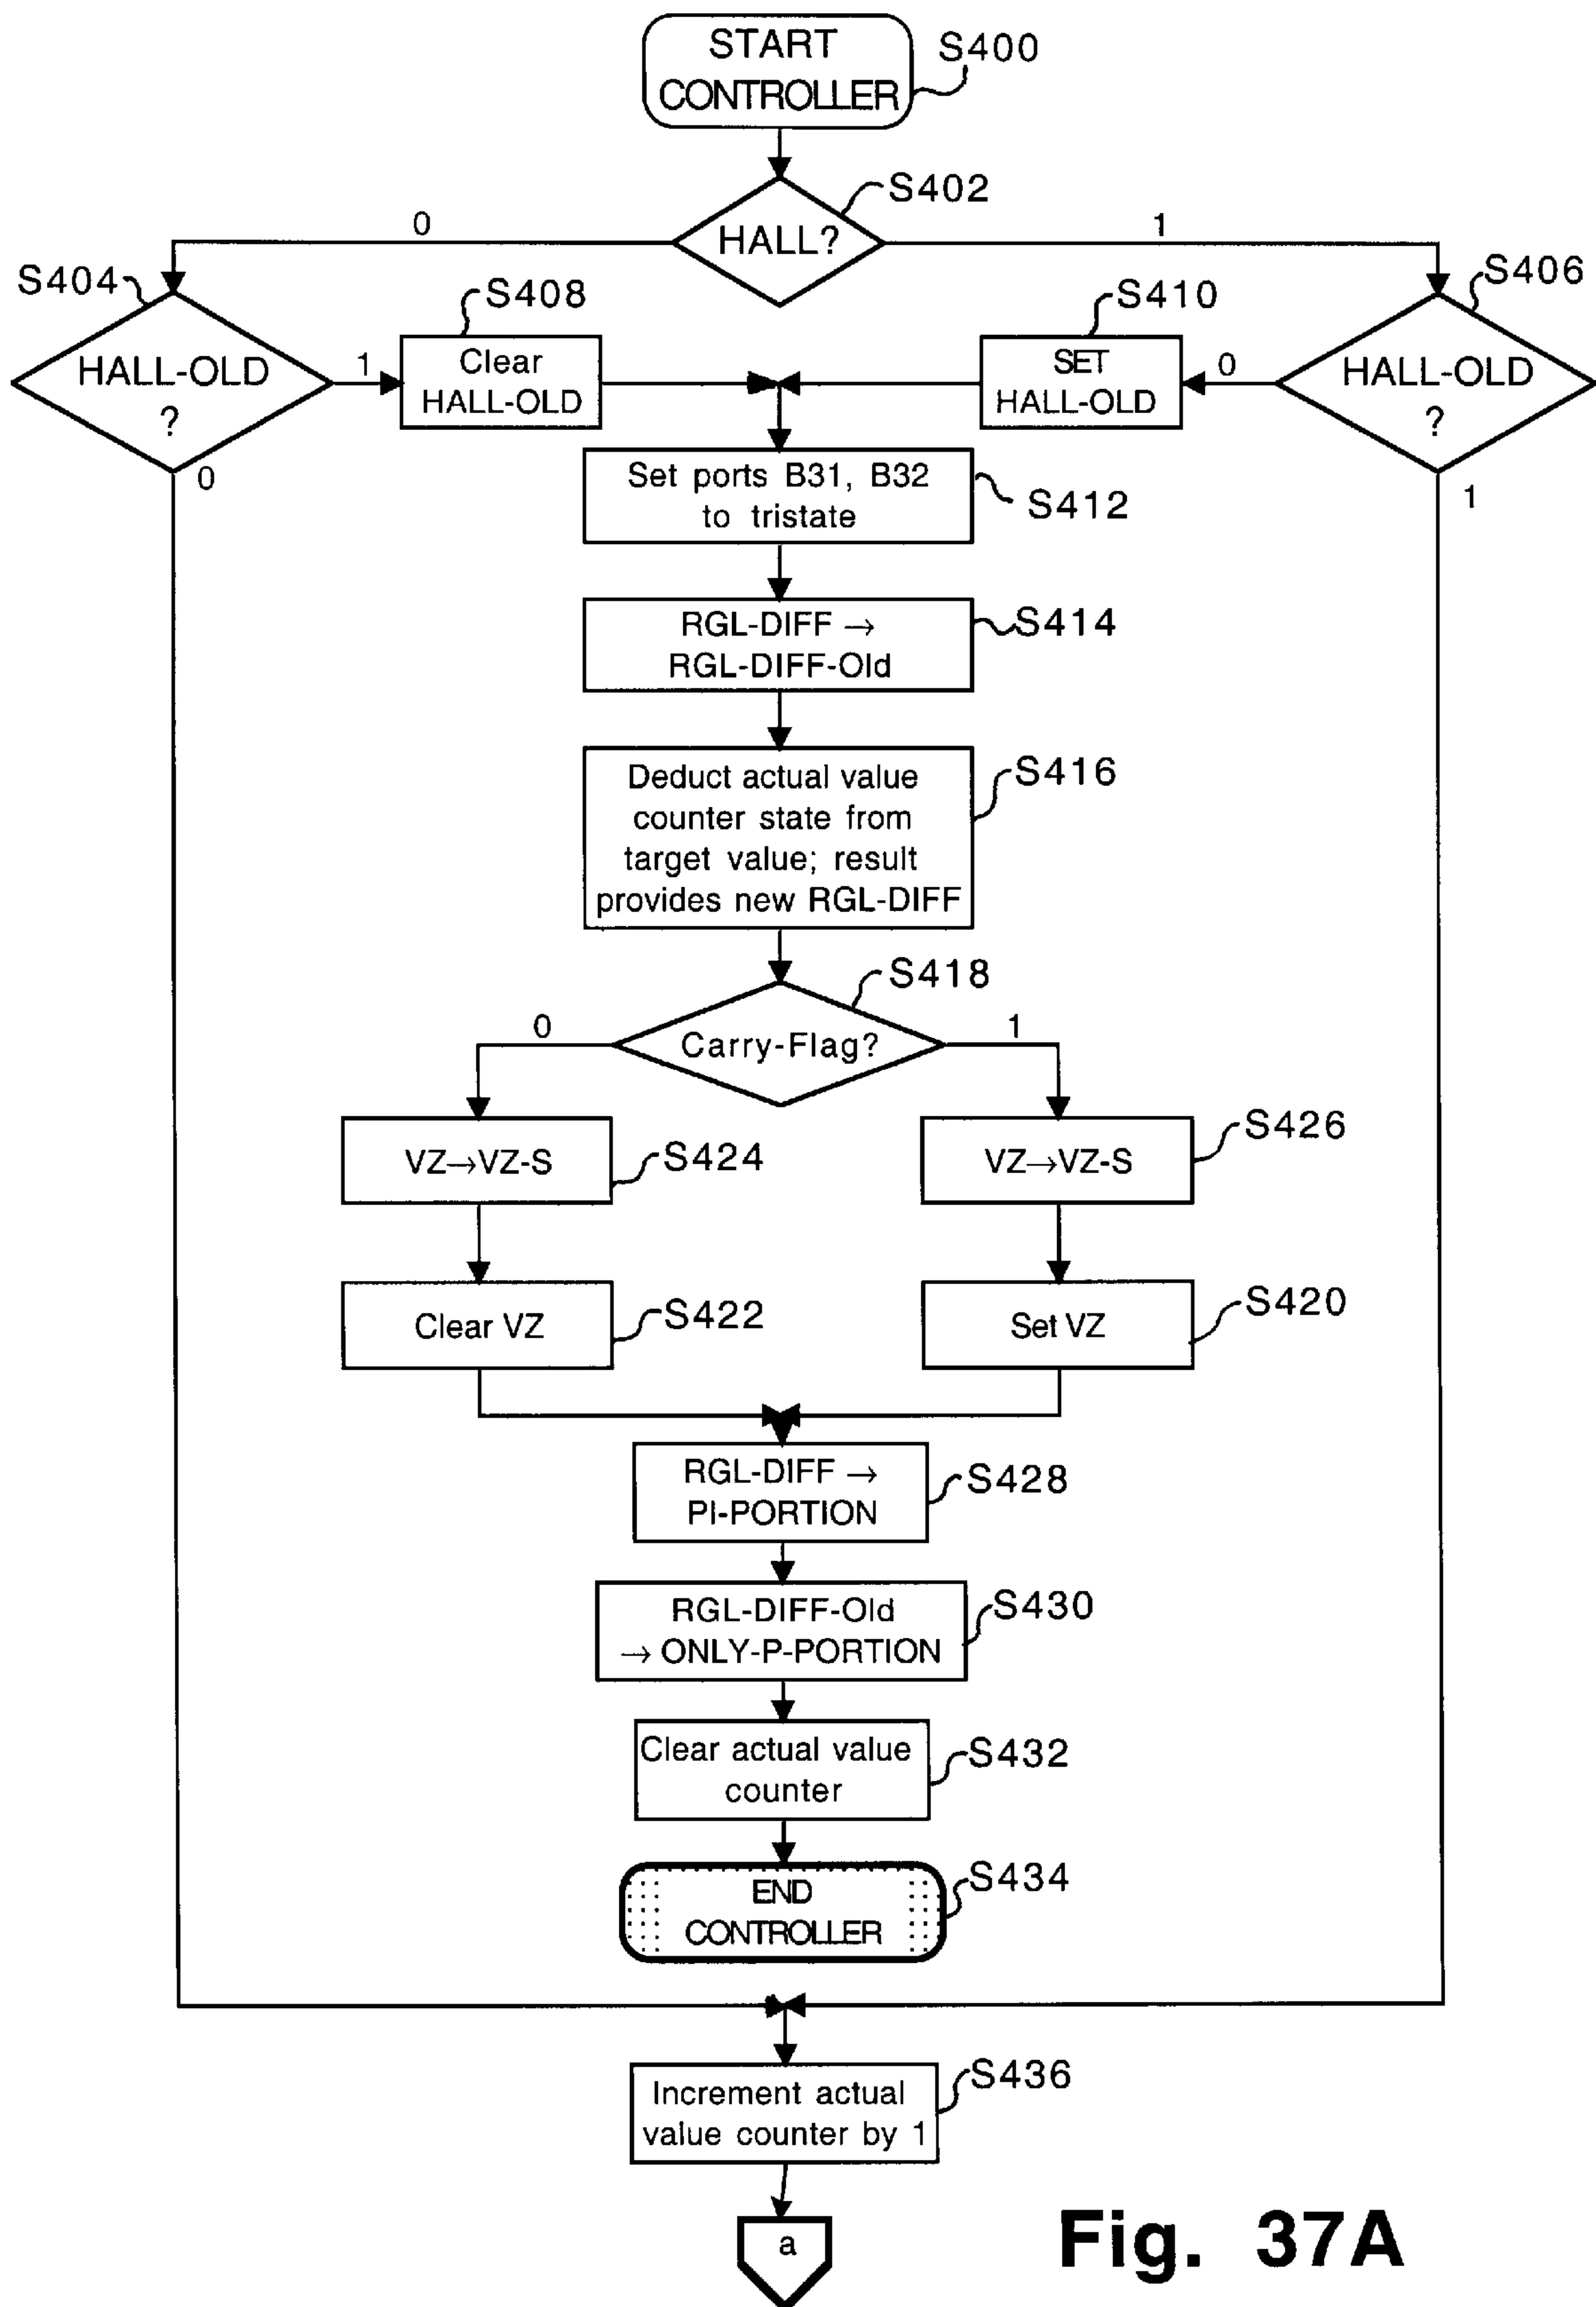 START
CONTROLLER
S400
S402
HALL?
0
1
S404
HALL-OLD
?
1
0
S408
Clear
HALL-OLD
S410
SET
HALL-OLD
S406
HALL-OLD
?
0
1
Set ports B31, B32
to tristate
S412
RGL-DIFF →
RGL-DIFF-Old
S414
Deduct actual value
counter state from
target value; result
provides new RGL-DIFF
S416
S418
Carry-Flag?
0
1
VZ→VZ-S
S424
VZ→VZ-S
S426
Clear VZ
S422
Set VZ
S420
RGL-DIFF →
PI-PORTION
S428
RGL-DIFF-Old
→ ONLY-P-PORTION
S430
Clear actual value
counter
S432
END
CONTROLLER
S434
Increment actual
value counter by 1
S436
a
Fig. 37A